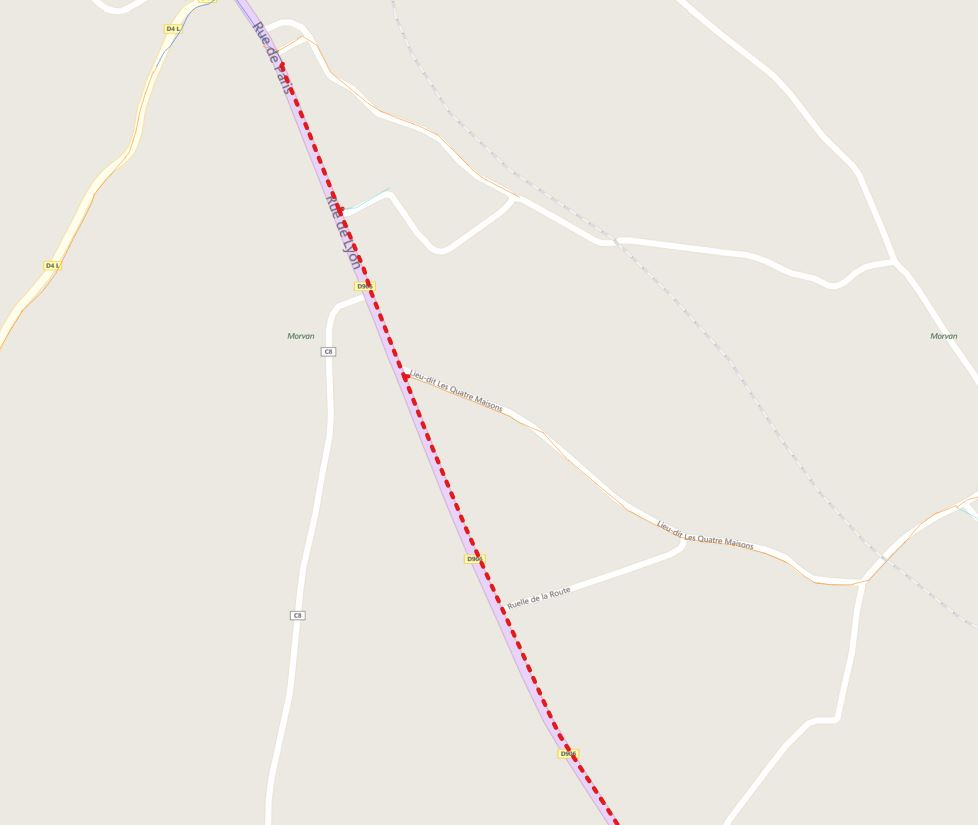 D4 L
Rue de Paris
Rue de Lyon
D4 L
D906
Morvan
C8
Morvan
Lieu-dit Les Quatre Maisons
Lieu-dit Les Quatre Maisons
D906
Ruelle de la Route
C8
D906